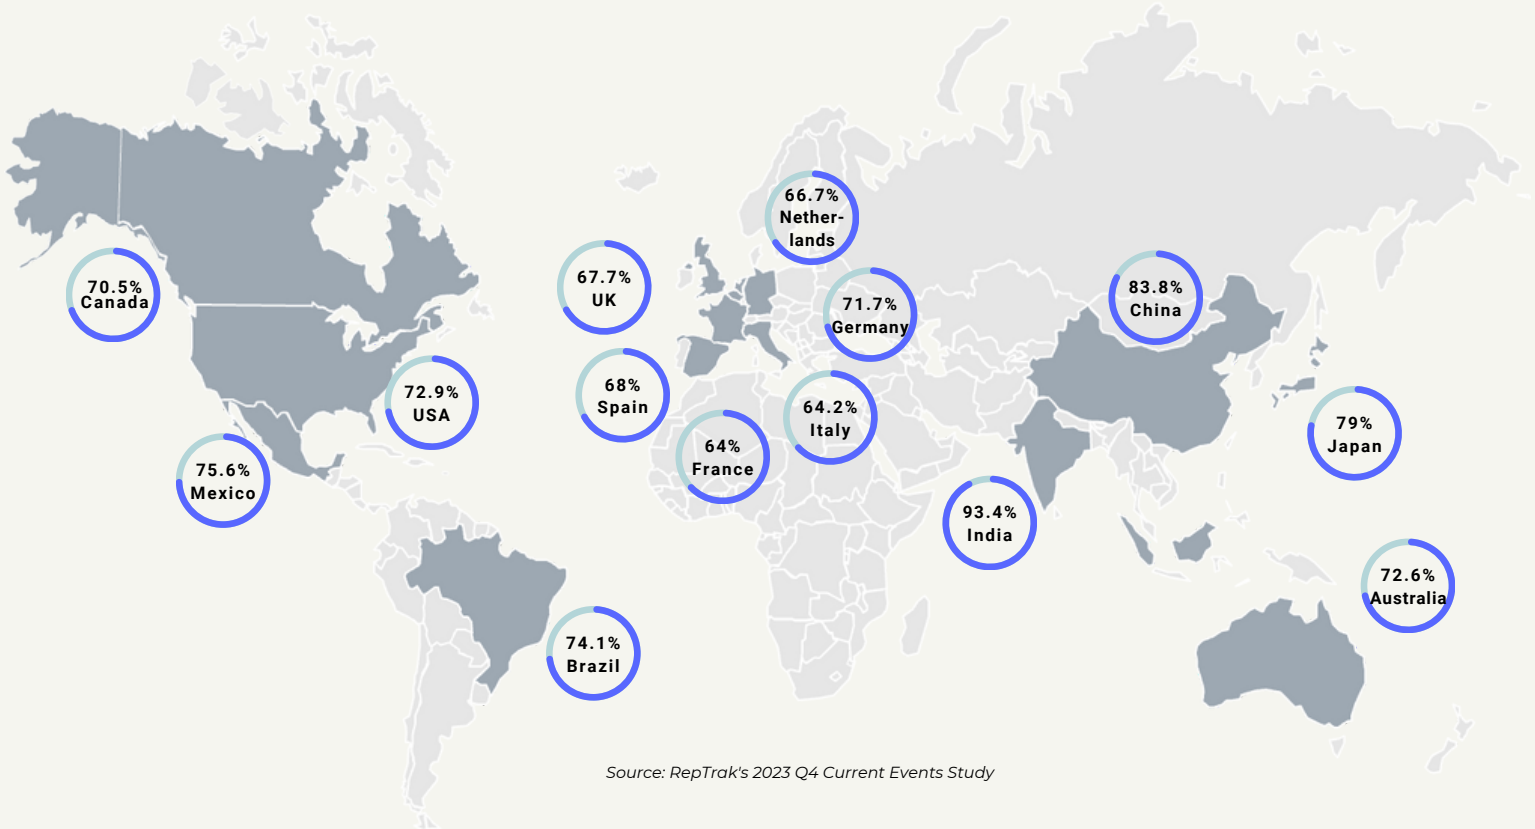 66.7%
Nether-
lands
70.5%
Canada
67.7%
UK
71.7%
Germany
83.8%
China
72.9%
USA
68%
Spain
64.2%
Italy
79%
Japan
75.6%
Mexico
64%
France
93.4%
India
72.6%
Australia
74.1%
Brazil
Source: RepTrak's 2023 Q4 Current Events Study